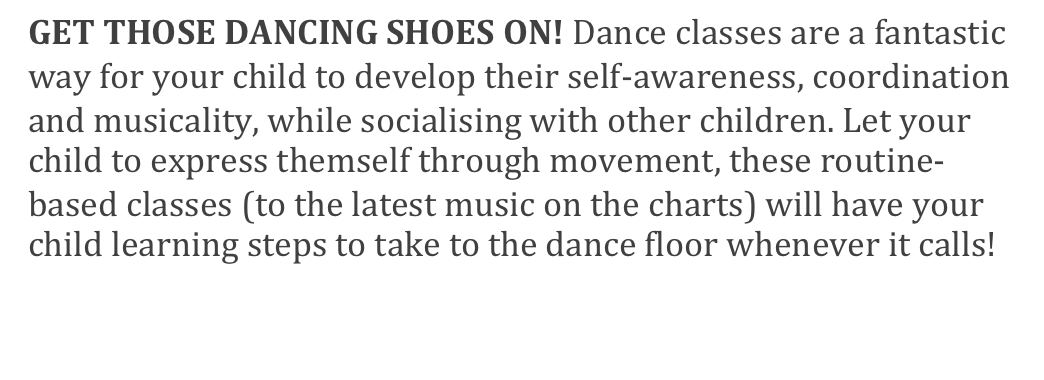 GET THOSE DANCING SHOES ON! Dance classes are a fantastic
way for your child to develop their self-awareness, coordination
and musicality, while socialising with other children. Let your
child to express themself through movement, these routine-
based classes (to the latest music on the charts) will have your
child learning steps to take to the dance floor whenever it calls!